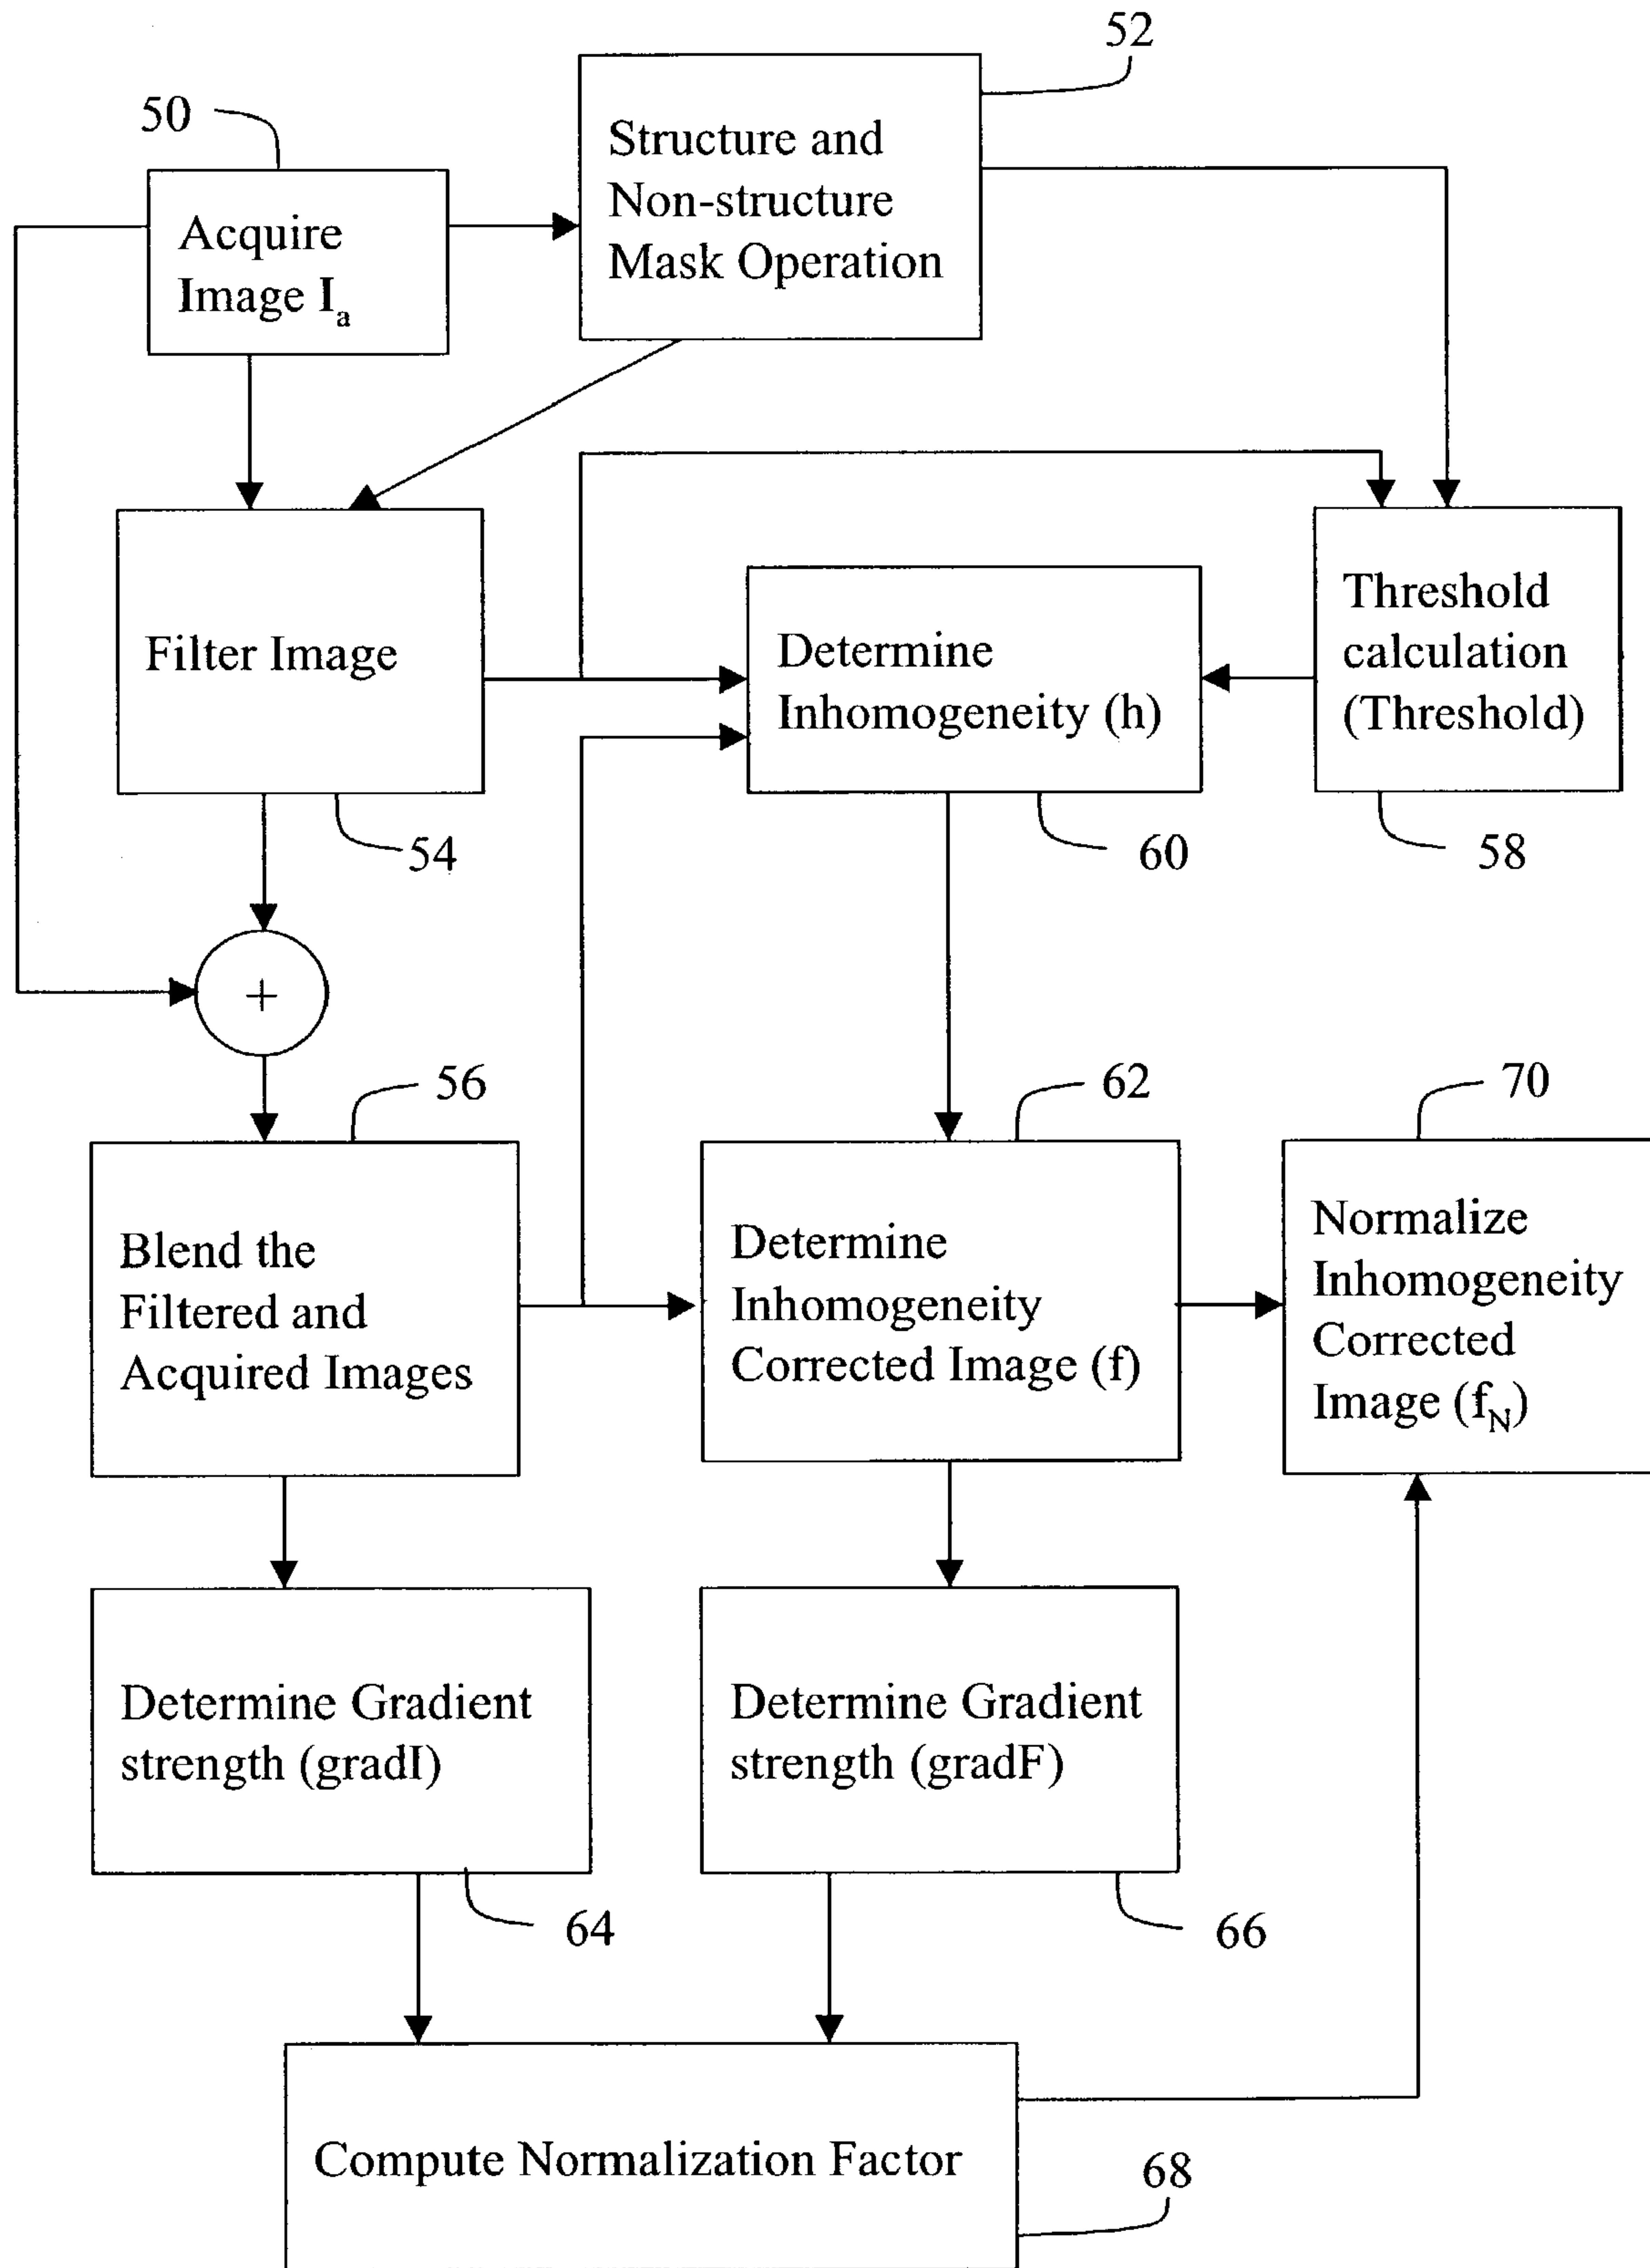 52
50
Structure and
Non-structure
Mask Operation
Acquire
Image Iₐ
Filter Image
Determine
Inhomogeneity (h)
Threshold
calculation
(Threshold)
54
60
58
+
56
62
70
Blend the
Filtered and
Acquired Images
Determine
Inhomogeneity
Corrected Image (f)
Normalize
Inhomogeneity
Corrected
Image (f_N)
Determine Gradient
strength (gradI)
Determine Gradient
strength (gradF)
64
66
Compute Normalization Factor
68